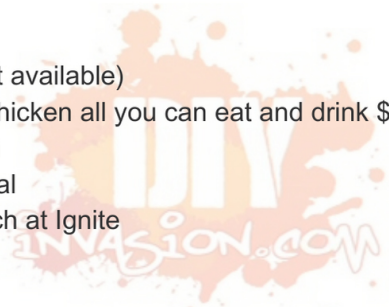 t available)
hicken all you can eat and drink $
al
ch at Ignite
DIY
INVASION.COM